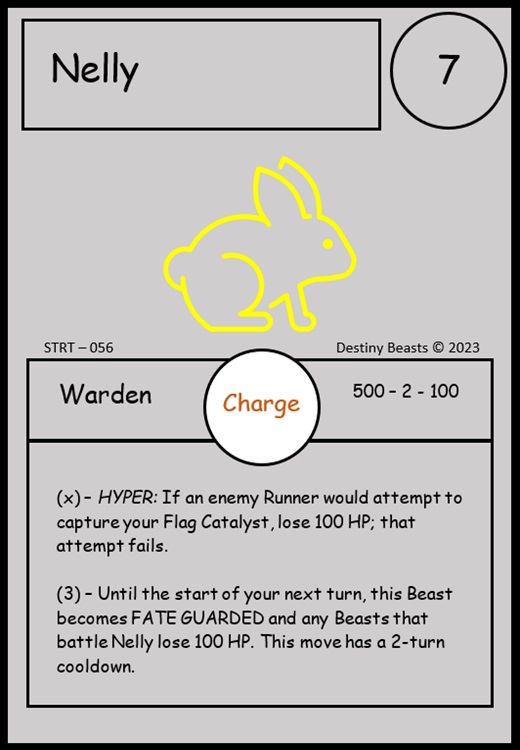 Nelly
7
STRT – 056
Destiny Beasts © 2023
Warden
Charge
500 – 2 - 100
(x) – HYPER: If an enemy Runner would attempt to
capture your Flag Catalyst, lose 100 HP; that
attempt fails.
(3) – Until the start of your next turn, this Beast
becomes FATE GUARDED and any Beasts that
battle Nelly lose 100 HP. This move has a 2-turn
cooldown.